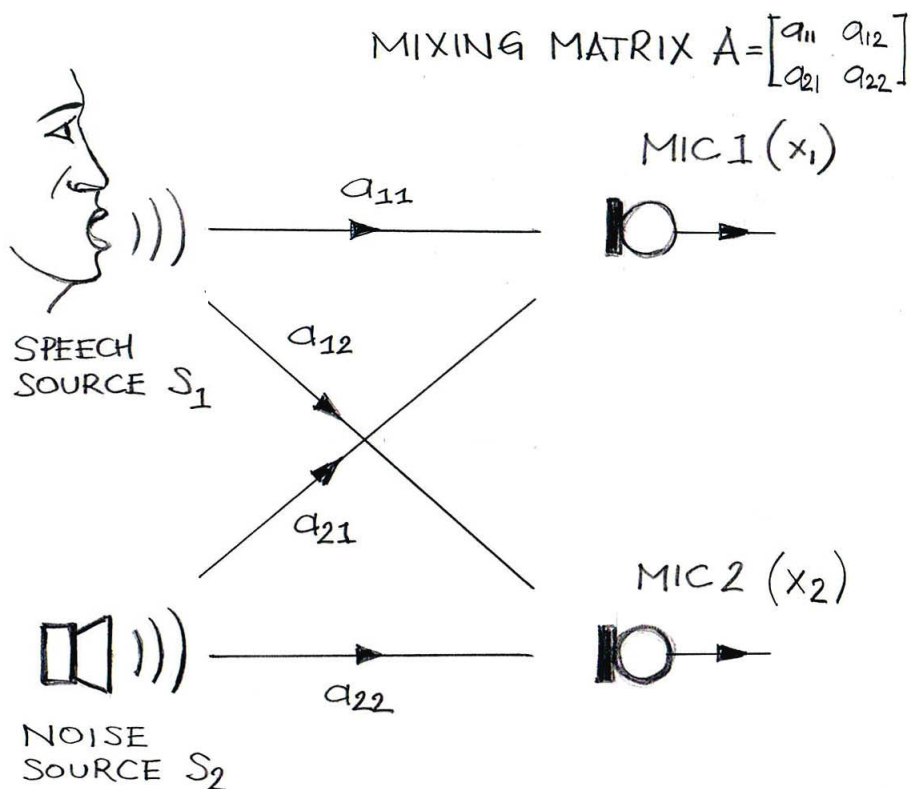 MIXING MATRIX A = [a11 a12
a21 a22]
MIC 1 (x1)
a11
a12
SPEECH
SOURCE S1
a21
MIC 2 (x2)
a22
NOISE
SOURCE S2